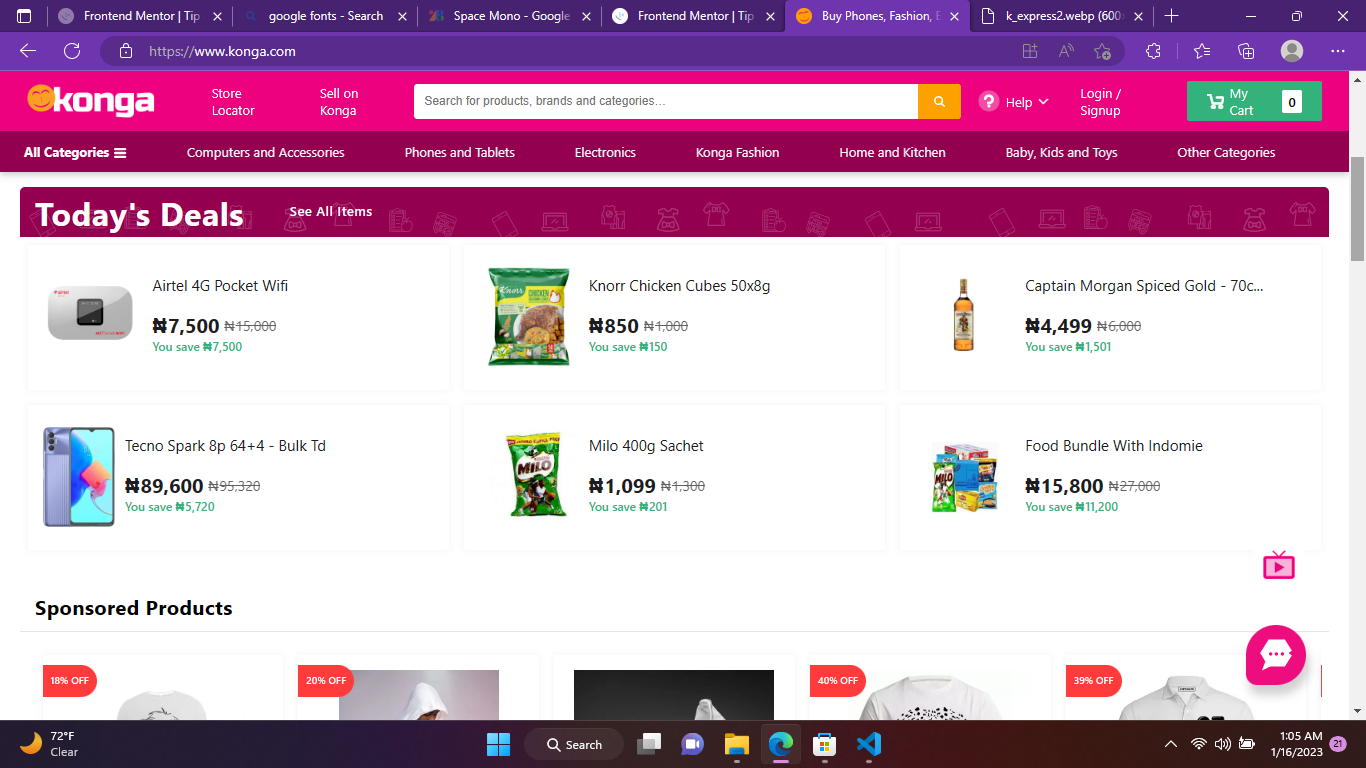 Frontend Mentor | Tip
google fonts - Search
Space Mono - Google
Frontend Mentor | Tip
Buy Phones, Fashion, E
k_express2.webp (600x
https://www.konga.com
konga
Store Locator
Sell on Konga
Search for products, brands and categories…
Help
Login / Signup
My Cart
0
All Categories
Computers and Accessories
Phones and Tablets
Electronics
Konga Fashion
Home and Kitchen
Baby, Kids and Toys
Other Categories
Today's Deals
See All Items
Airtel 4G Pocket Wifi
₦7,500 ₦15,000
You save ₦7,500
Knorr
CHICKEN
Knorr Chicken Cubes 50x8g
₦850 ₦1,000
You save ₦150
Captain Morgan Spiced Gold - 70c...
₦4,499 ₦6,000
You save ₦1,501
Tecno Spark 8p 64+4 - Bulk Td
₦89,600 ₦95,320
You save ₦5,720
MILO
Milo 400g Sachet
₦1,099 ₦1,300
You save ₦201
MILO
Food Bundle With Indomie
₦15,800 ₦27,000
You save ₦11,200
Sponsored Products
18% OFF
20% OFF
40% OFF
39% OFF
72°F
Clear
Search
1:05 AM
1/16/2023
21